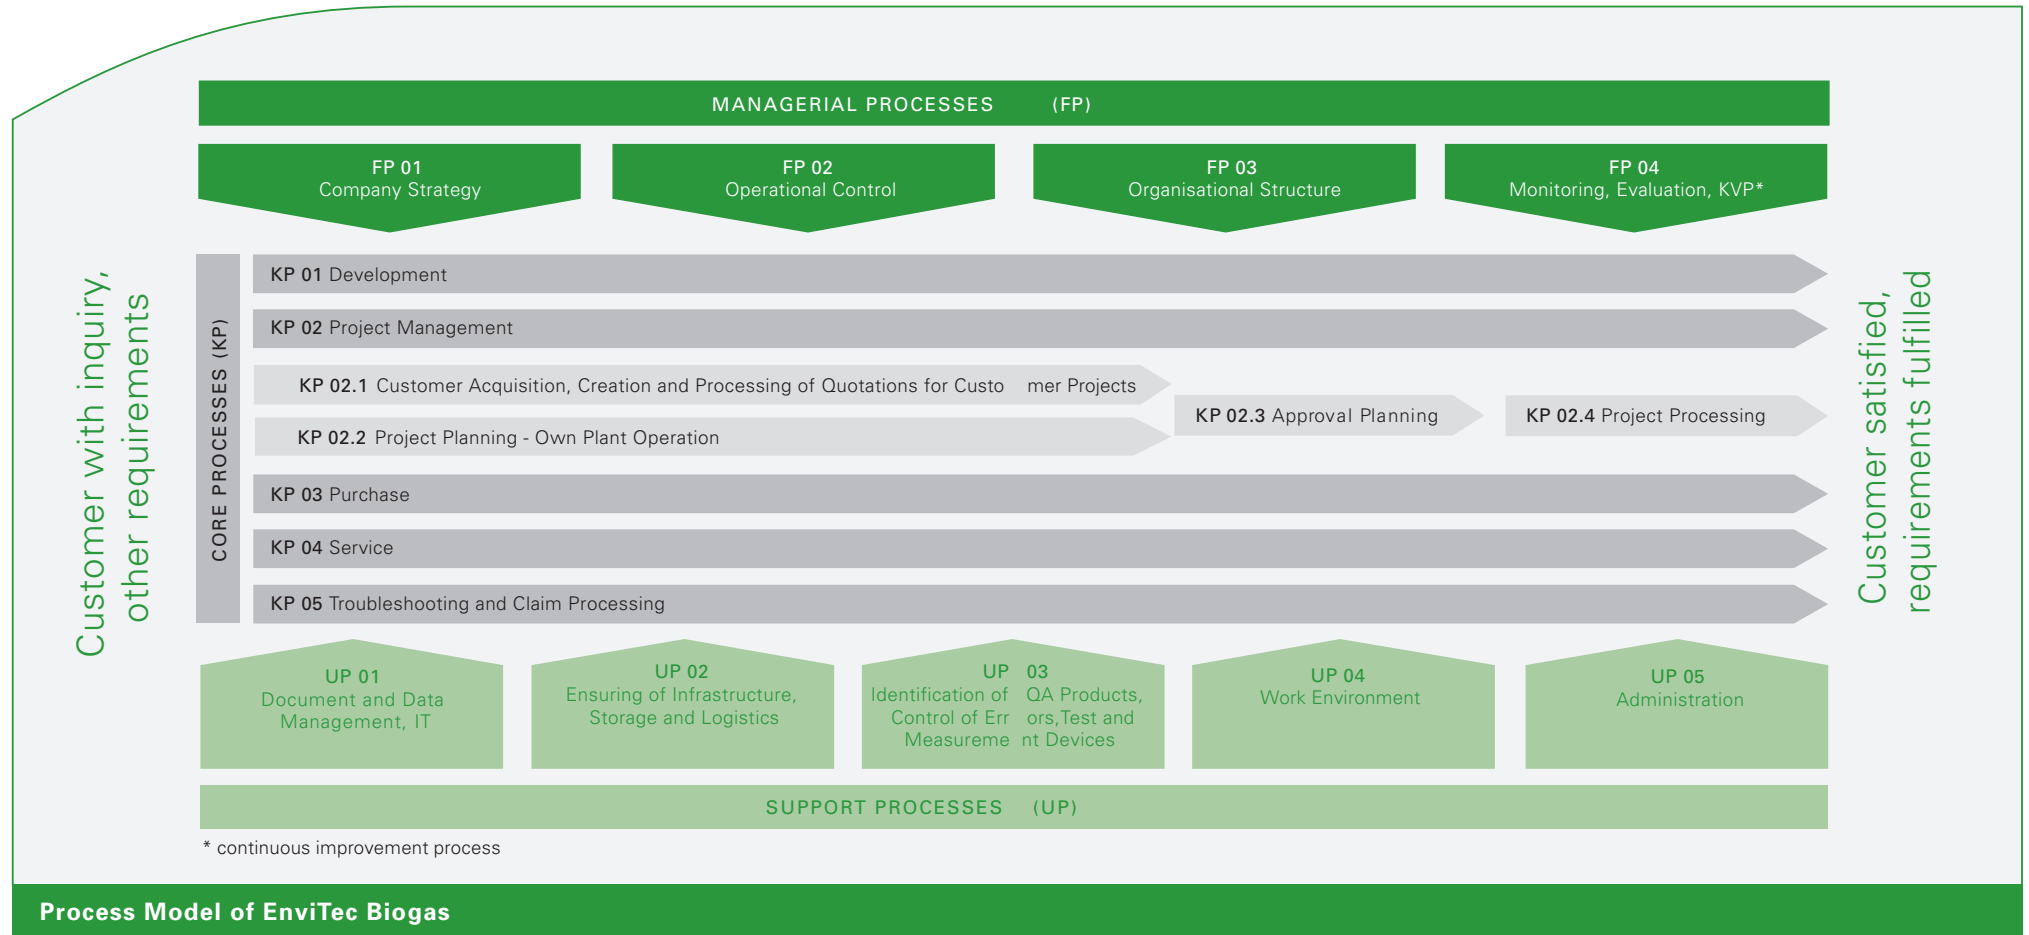 MANAGERIAL PROCESSES (FP)
FP 01
Company Strategy
FP 02
Operational Control
FP 03
Organisational Structure
FP 04
Monitoring, Evaluation, KVP*
Customer with inquiry,
other requirements
CORE PROCESSES (KP)
KP 01 Development
KP 02 Project Management
KP 02.1 Customer Acquisition, Creation and Processing of Quotations for Custo mer Projects
KP 02.2 Project Planning - Own Plant Operation
KP 02.3 Approval Planning
KP 02.4 Project Processing
KP 03 Purchase
KP 04 Service
KP 05 Troubleshooting and Claim Processing
Customer satisfied,
requirements fulfilled
UP 01
Document and Data
Management, IT
UP 02
Ensuring of Infrastructure,
Storage and Logistics
UP 03
Identification of QA Products,
Control of Err ors,Test and
Measureme nt Devices
UP 04
Work Environment
UP 05
Administration
SUPPORT PROCESSES (UP)
* continuous improvement process
Process Model of EnviTec Biogas